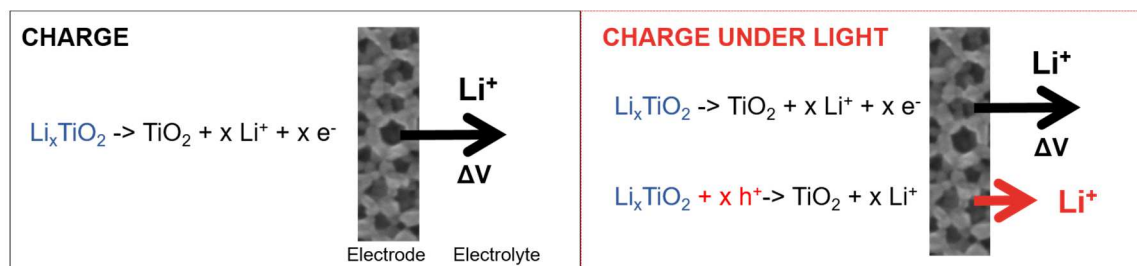 CHARGE
Li⁺
LiₓTiO₂ -> TiO₂ + x Li⁺ + x e⁻
ΔV
Electrode
Electrolyte
CHARGE UNDER LIGHT
Li⁺
LiₓTiO₂ -> TiO₂ + x Li⁺ + x e⁻
ΔV
LiₓTiO₂ + x h⁺-> TiO₂ + x Li⁺
Li⁺